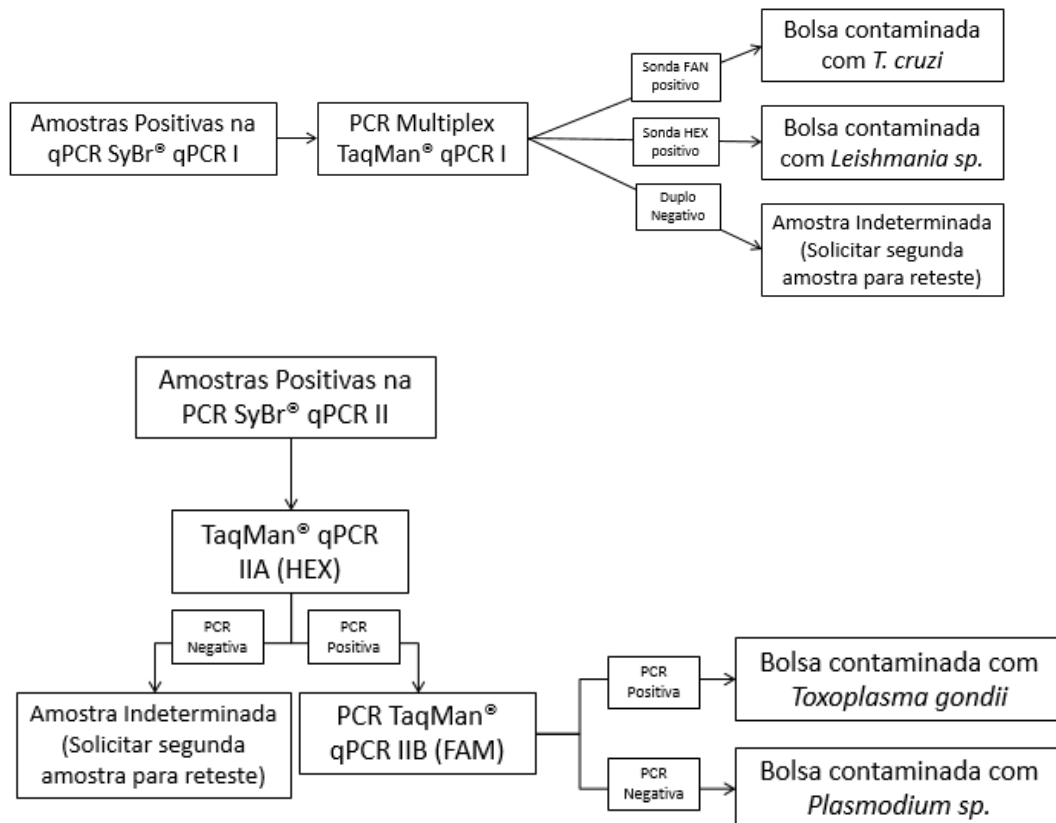 Amostras Positivas na
qPCR SyBr® qPCR I
PCR Multiplex
TaqMan® qPCR I
Sonda FAN
positivo
Bolsa contaminada
com T. cruzi
Sonda HEX
positivo
Bolsa contaminada
com Leishmania sp.
Duplo
Negativo
Amostra Indeterminada
(Solicitar segunda
amostra para reteste)
Amostras Positivas na
PCR SyBr® qPCR II
TaqMan® qPCR
IIA (HEX)
PCR
Negativa
PCR
Positiva
Amostra Indeterminada
(Solicitar segunda
amostra para reteste)
PCR TaqMan®
qPCR IIB (FAM)
PCR
Positiva
Bolsa contaminada com
Toxoplasma gondii
PCR
Negativa
Bolsa contaminada com
Plasmodium sp.